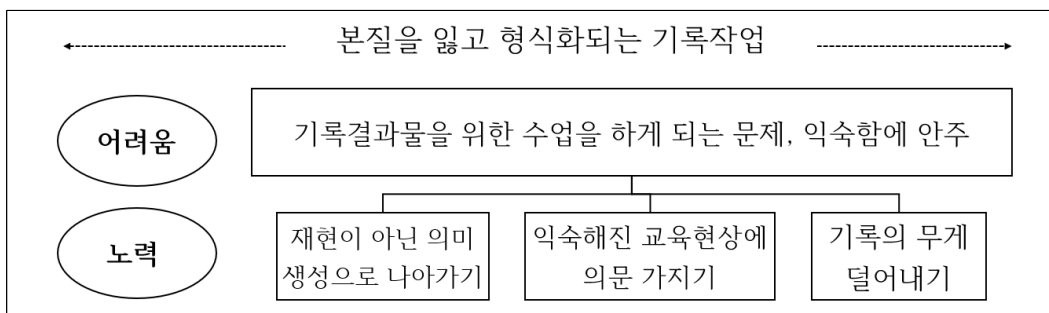 본질을 잃고 형식화되는 기록작업
어려움
기록결과물을 위한 수업을 하게 되는 문제, 익숙함에 안주
노력
재현이 아닌 의미
생성으로 나아가기
익숙해진 교육현상에
의문 가지기
기록의 무게
덜어내기